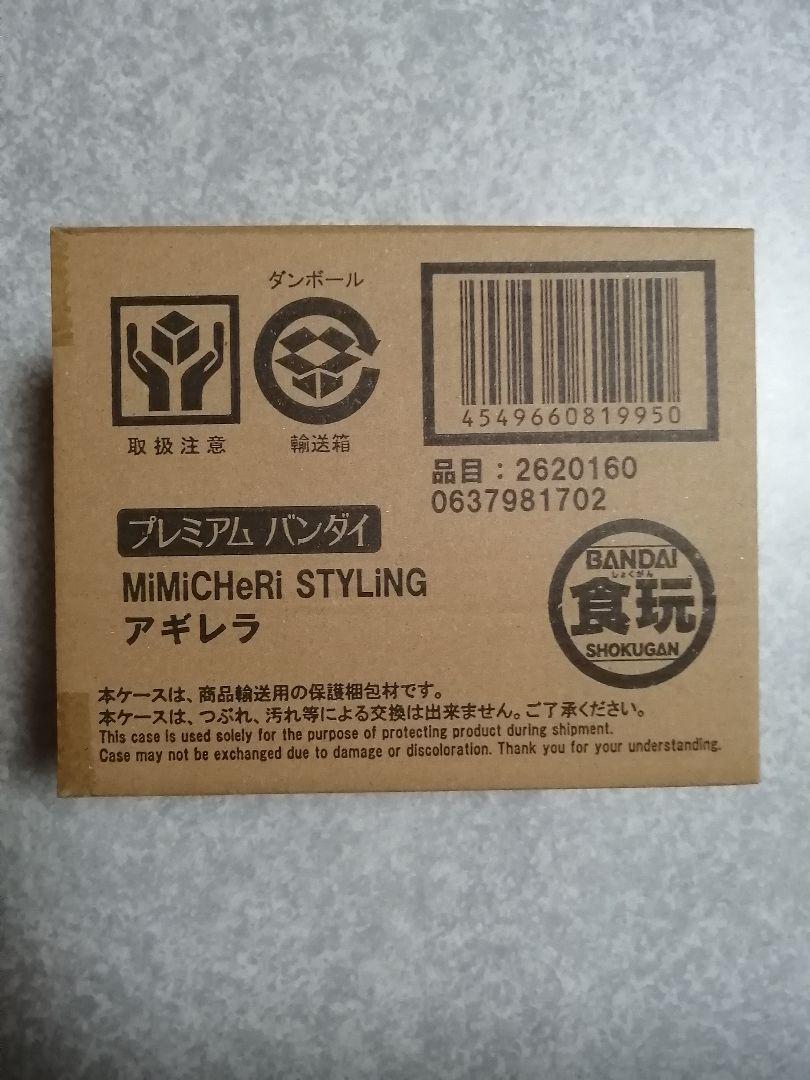 ダンボール
取扱注意
輸送箱
4549660819950
品目：2620160
0637981702
プレミアム バンダイ
MiMiCHeRi STYLiNG
アギレラ
BANDAI
しょくがん
食玩
SHOKUGAN
本ケースは、商品輸送用の保護梱包材です。
本ケースは、つぶれ、汚れ等による交換は出来ません。ご了承ください。
This case is used solely for the purpose of protecting product during shipment.
Case may not be exchanged due to damage or discoloration. Thank you for your understanding.